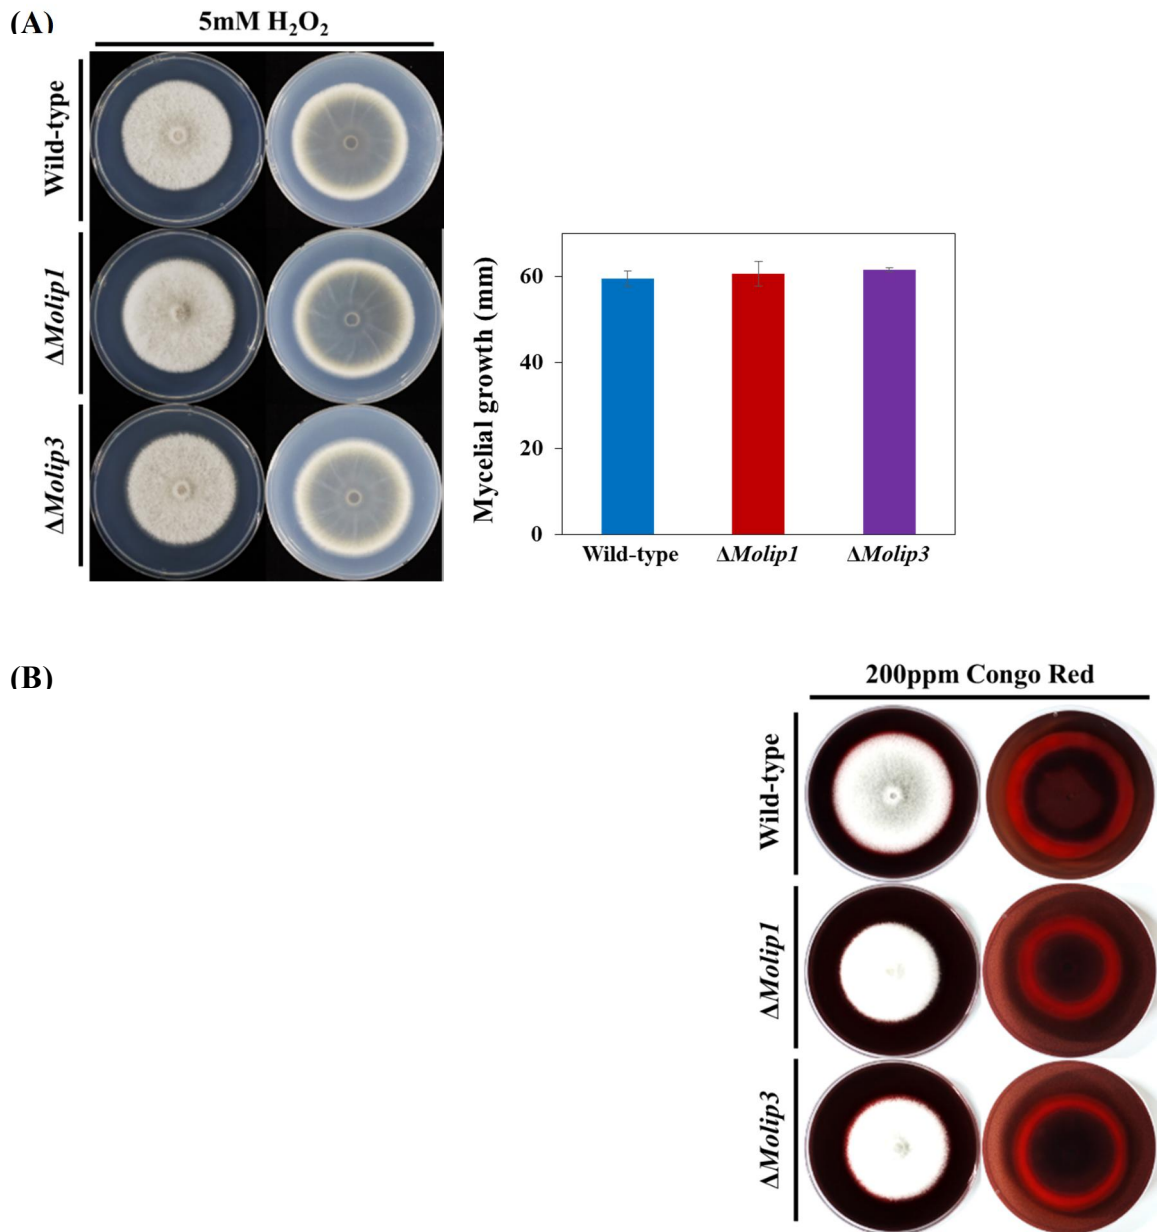 (A)
5mM H₂O₂
Wild-type
ΔMolip1
ΔMolip3
Mycelial growth (mm)
60
40
20
0
Wild-type ΔMolip1 ΔMolip3
(B)
200ppm Congo Red
Wild-type
ΔMolip1
ΔMolip3